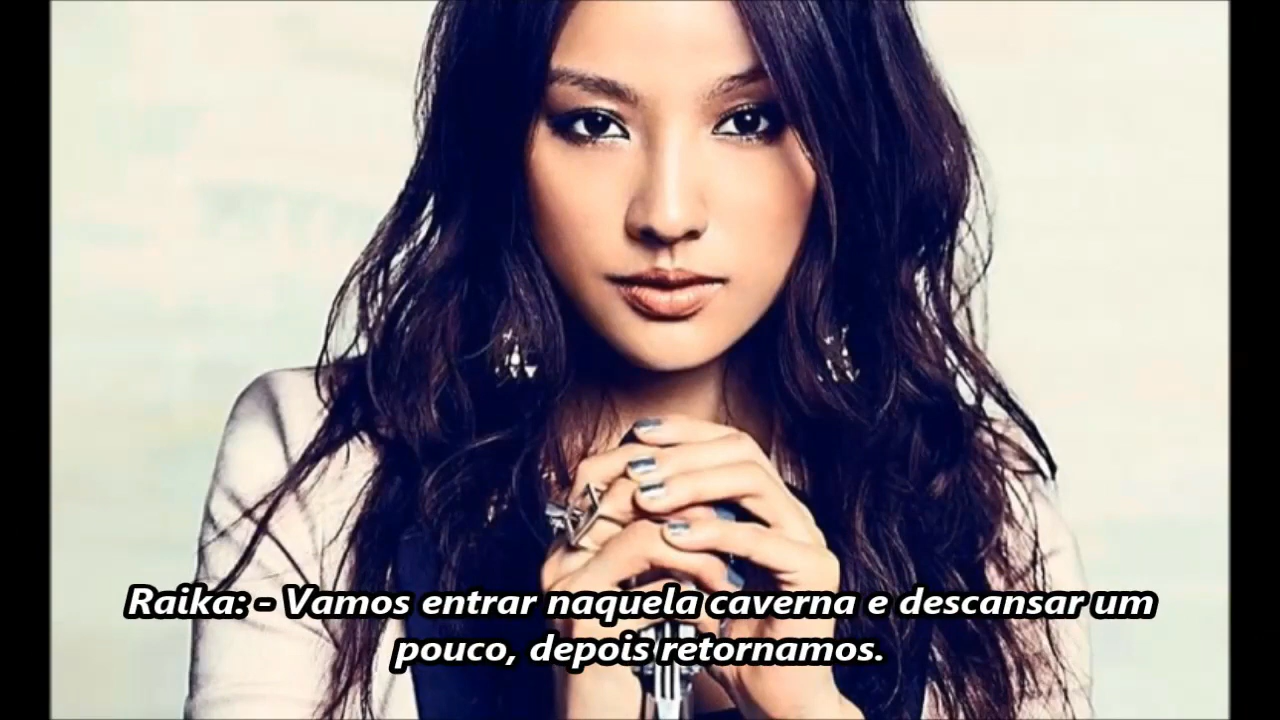 Raika: - Vamos entrar naquela caverna e descansar um
pouco, depois retornamos.